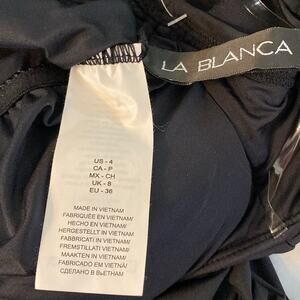 LA BLANCA
US - 4
CA - P
MX - CH
UK - 8
EU - 36
MADE IN VIETNAM
FABRIQUÉE EN VIETNAM
HECHO EN VIETNAM
HERGESTELLT IN VIETNAM
FABBRICATI IN VIETNAM
FREMSTILLATI VIETNAM
MAAKTEN IN VIETNAM
FABRICADO EM VIETNAM
СДЕЛАНО В ВЬЕТНАМ